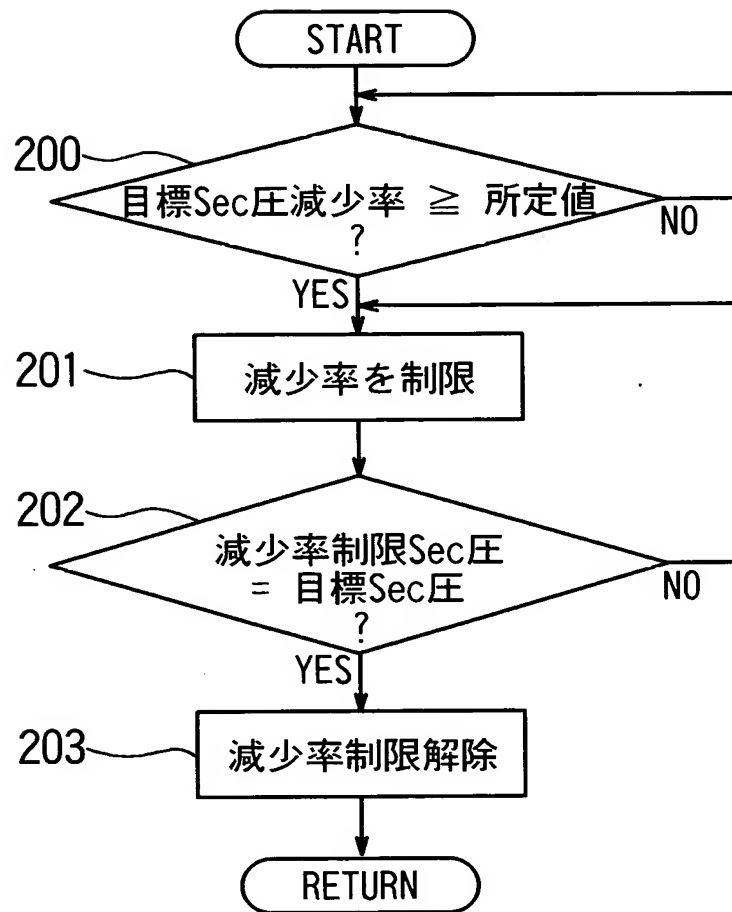 START
200
目標Sec圧減少率 ≧ 所定値
?
NO
YES
201
減少率を制限
202
減少率制限Sec圧
= 目標Sec圧
?
NO
YES
203
減少率制限解除
RETURN